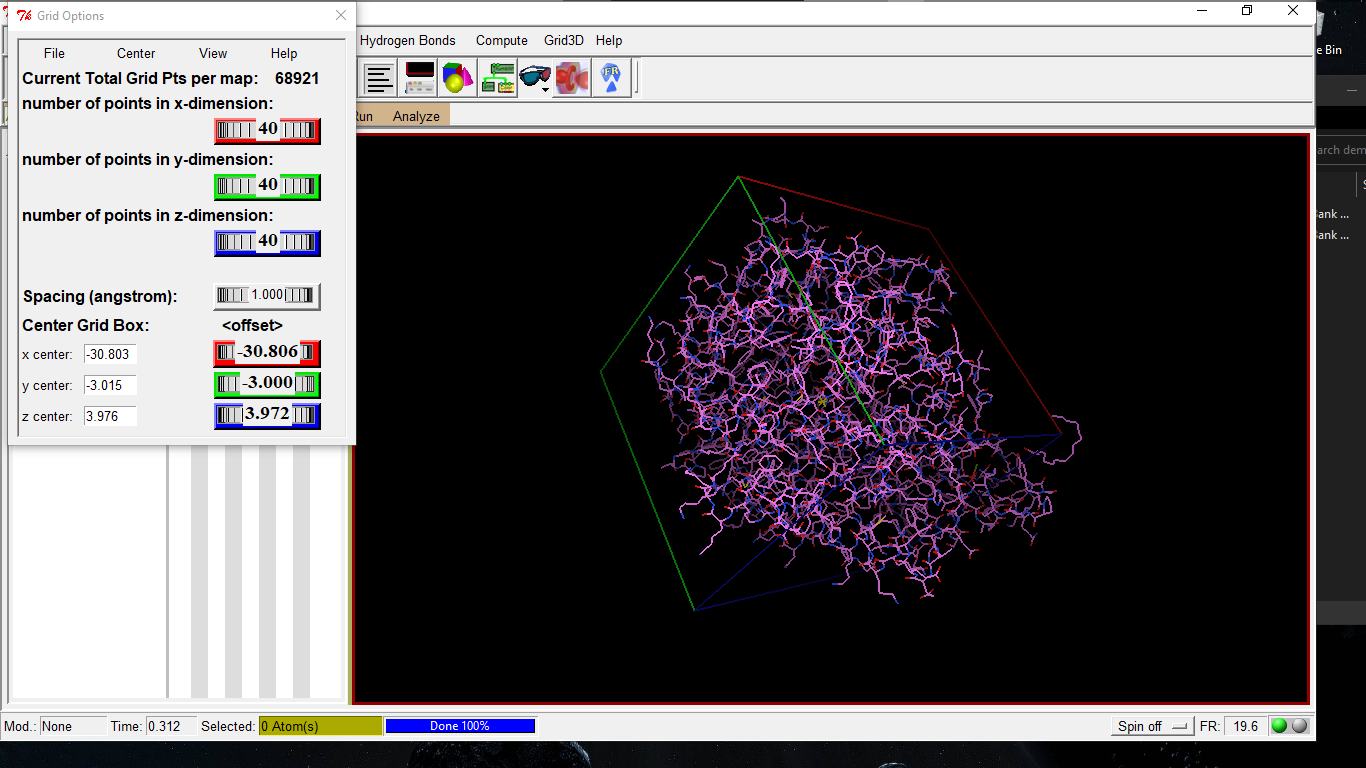 Grid Options
Hydrogen Bonds Compute Grid3D Help
File Center View Help
Current Total Grid Pts per map: 68921
number of points in x-dimension:
40
number of points in y-dimension:
40
number of points in z-dimension:
40
Spacing (angstrom): 1.000
Center Grid Box: <offset>
x center: -30.803 -30.806
y center: -3.015 -3.000
z center: 3.976 3.972
Analyze
e Bin
arch dem
Bank ...
Bank ...
Mod.: None Time: 0.312 Selected: 0 Atom(s) Done 100% Spin off FR: 19.6